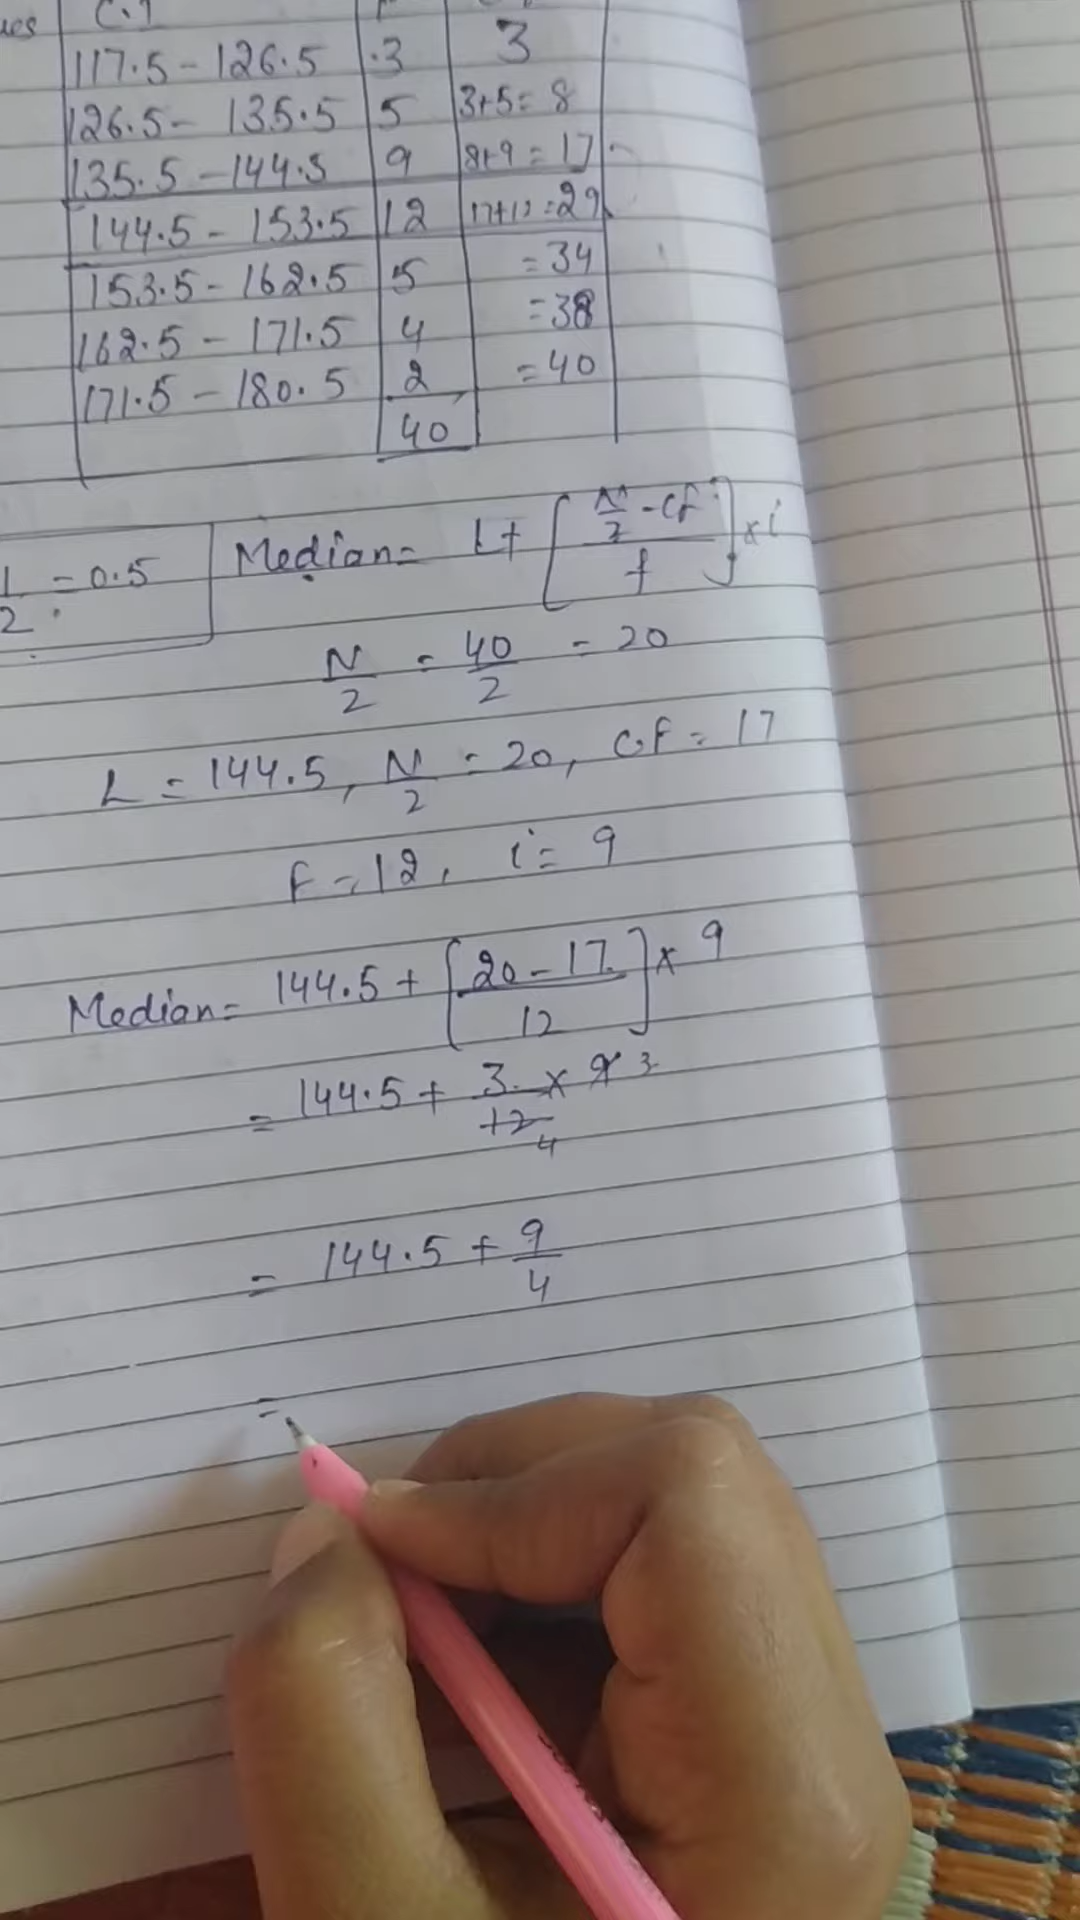 117.5 - 126.5 .3 3
126.5 - 135.5 5 3+5= 8
135.5 - 144.5 9 8+9 = 17
144.5 - 153.5 12 17+12 = 29
153.5 - 162.5 5 = 34
162.5 - 171.5 4 = 38
171.5 - 180.5 2 = 40
40
1/2 = 0.5
Median = L + [(N/2 - CF)/f] × i
N/2 = 40/2 = 20
L = 144.5, N/2 = 20, CF = 17
F = 12, i = 9
Median = 144.5 + [(20 - 17)/12] × 9
= 144.5 + 3/12 × 9 3
4
= 144.5 + 9/4
=